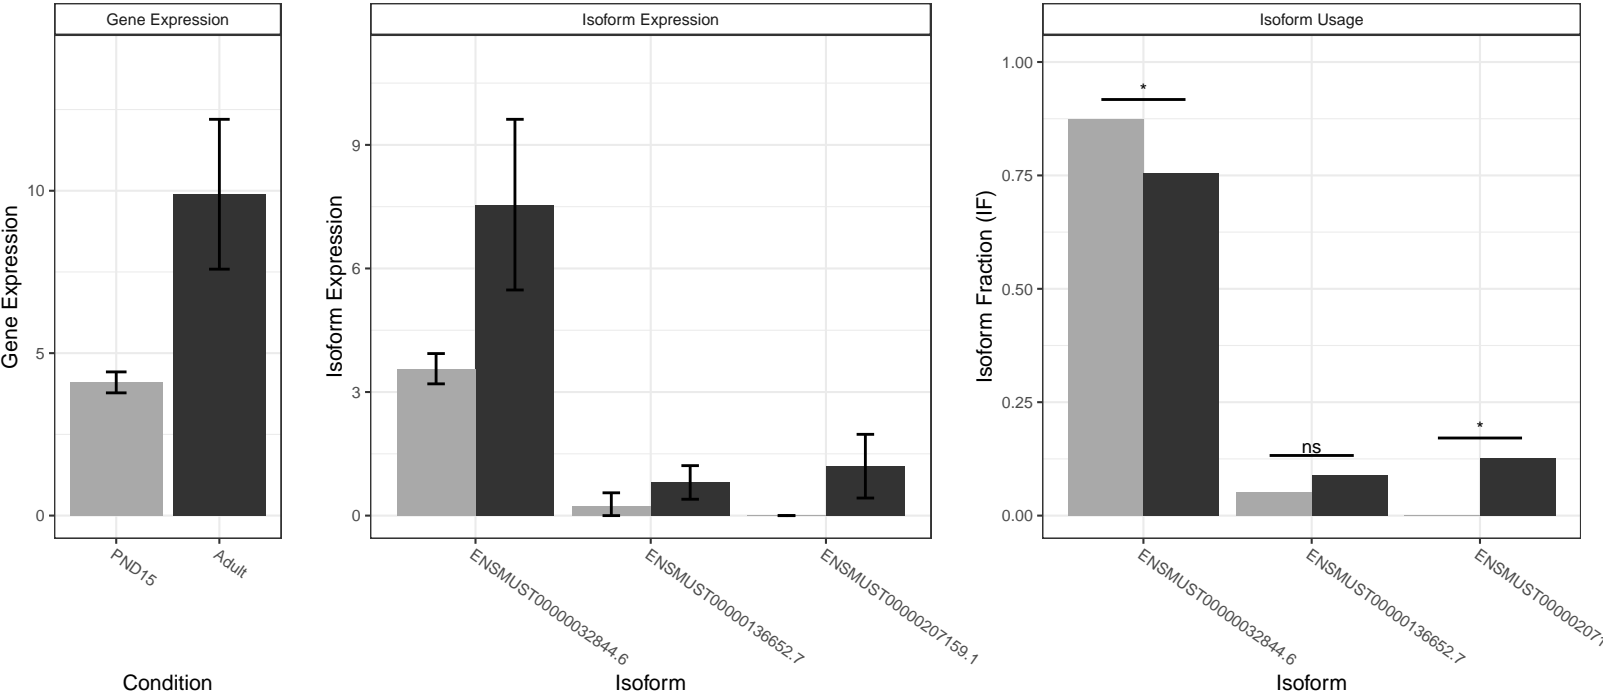 Gene Expression
Isoform Expression
Isoform Usage
Gene Expression
10
5
0
PND15
Adult
Condition
Isoform Expression
9
6
3
0
ENSMUST00000032844.6
ENSMUST00000136652.7
ENSMUST00000207159.1
Isoform
Isoform Fraction (IF)
1.00
0.75
0.50
0.25
0.00
*
ns
*
ENSMUST00000032844.6
ENSMUST00000136652.7
ENSMUST000002071
Isoform